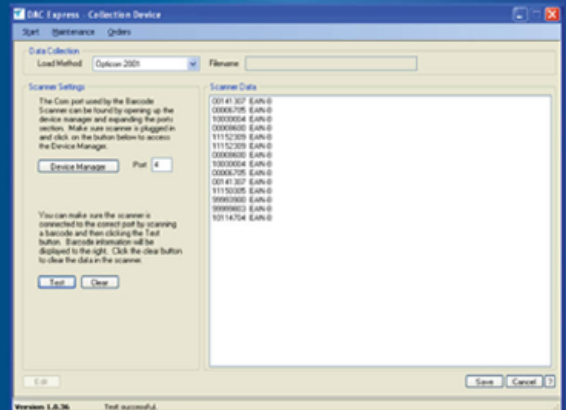 DAC Express - Collection Device
Start Maintenance Orders
Data Collection
Load Method Opticon 2001 Filename
Scanner Settings
The Com port used by the Barcode
Scanner can be found by opening up the
device manager and expanding the ports
section. Make sure scanner is plugged in
and click on the button below to access
the Device Manager.
Device Manager Port 4
You can make sure the scanner is
connected to the correct port by scanning
a barcode and then clicking the Test
button. Barcode information will be
displayed to the right. Click the clear button
to clear the data in the scanner.
Test Clear
Scanner Data
00141307 EAN-8
00006705 EAN-8
10000004 EAN-8
00009600 EAN-8
11152309 EAN-8
11152309 EAN-8
00009600 EAN-8
10000004 EAN-8
00006705 EAN-8
00141307 EAN-8
11150305 EAN-8
99993900 EAN-8
99999803 EAN-8
10114704 EAN-8
Edit Save Cancel ?
Version 1.0.36 Test successful.